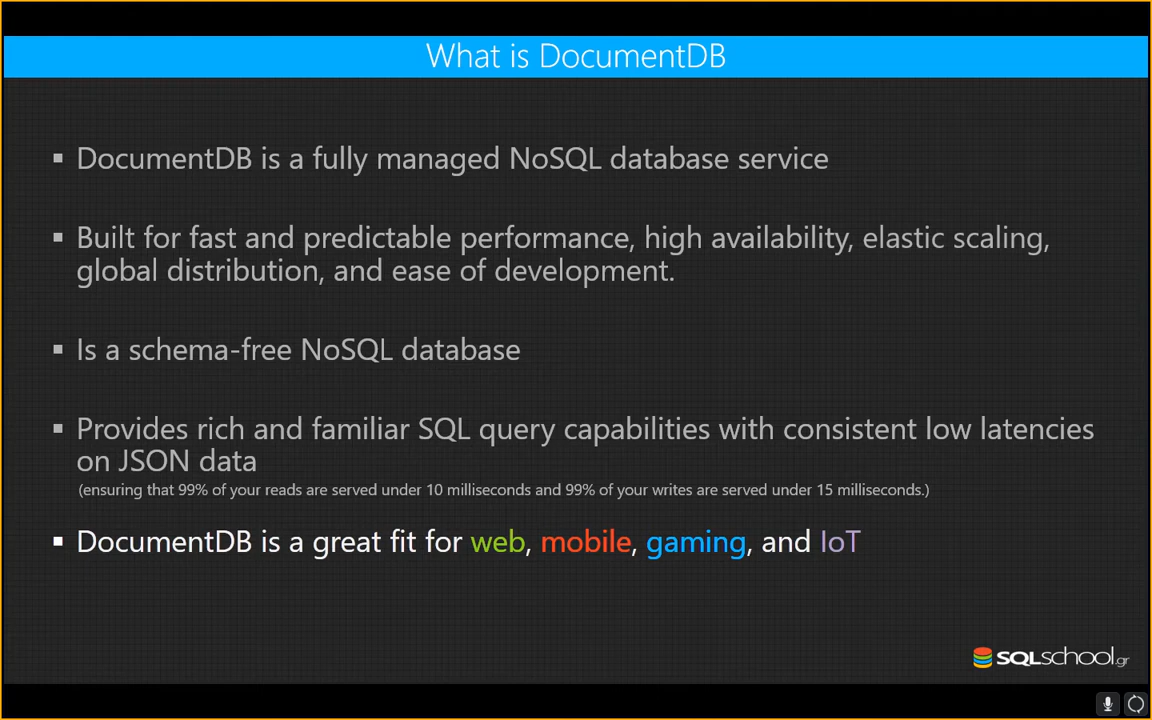 What is DocumentDB
▪ DocumentDB is a fully managed NoSQL database service
▪ Built for fast and predictable performance, high availability, elastic scaling,
global distribution, and ease of development.
▪ Is a schema-free NoSQL database
▪ Provides rich and familiar SQL query capabilities with consistent low latencies
on JSON data
(ensuring that 99% of your reads are served under 10 milliseconds and 99% of your writes are served under 15 milliseconds.)
▪ DocumentDB is a great fit for web, mobile, gaming, and IoT
SQLschool.gr